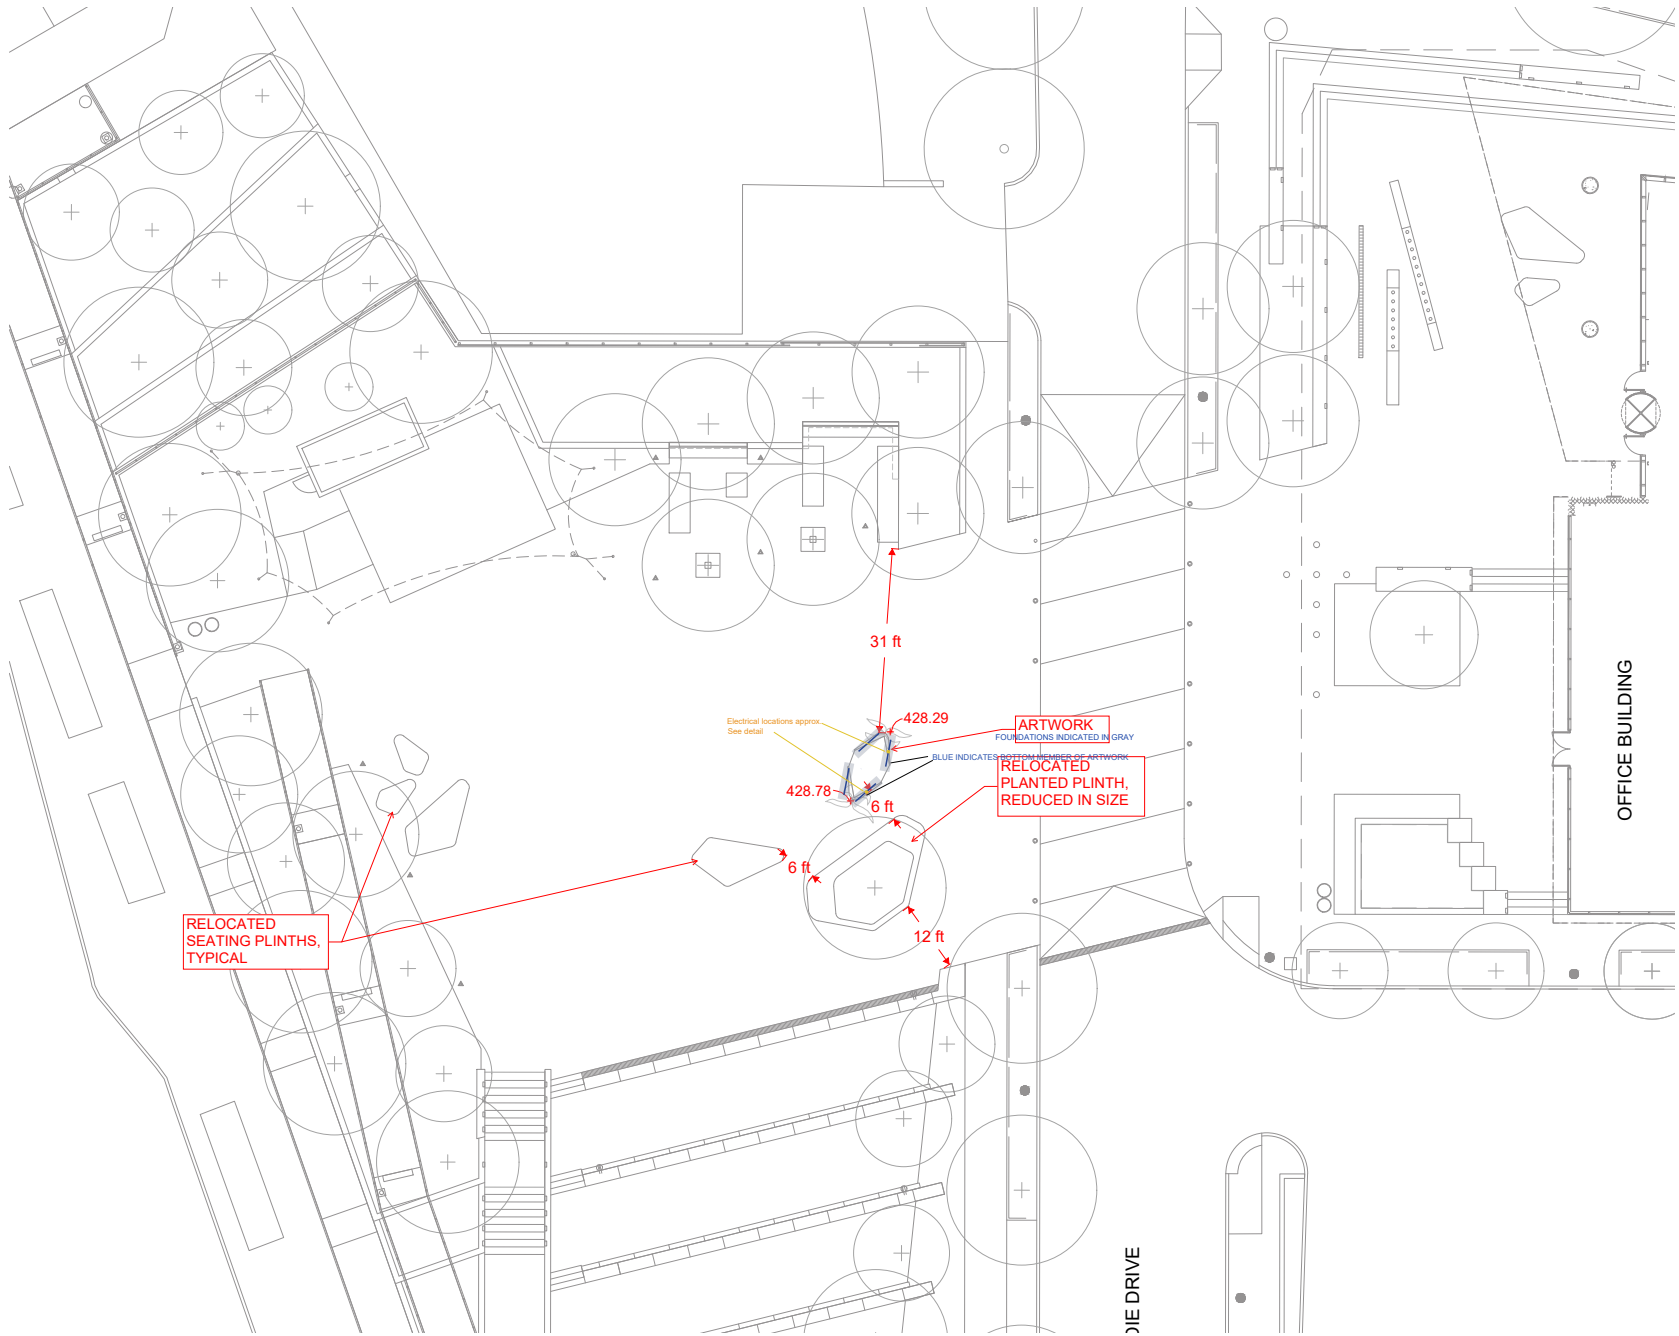 31 ft
Electrical locations approx
See detail
428.29
ARTWORK
FOUNDATIONS INDICATED IN GRAY
BLUE INDICATES BOTTOM MEMBER OF ARTWORK
RELOCATED
PLANTED PLINTH,
REDUCED IN SIZE
428.78
6 ft
6 ft
12 ft
RELOCATED
SEATING PLINTHS,
TYPICAL
OFFICE BUILDING
DIE DRIVE